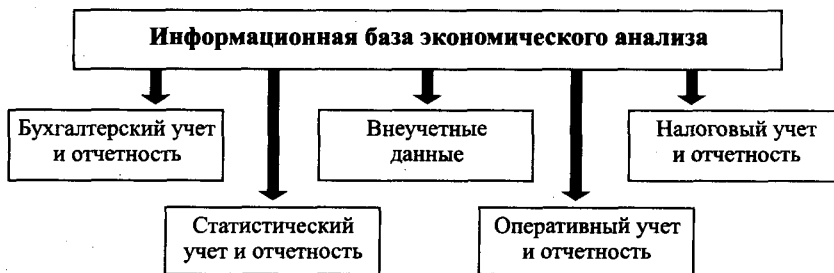 Информационная база экономического анализа
Бухгалтерский учет
и отчетность
Внеучетные
данные
Налоговый учет
и отчетность
Статистический
учет и отчетность
Оперативный учет
и отчетность